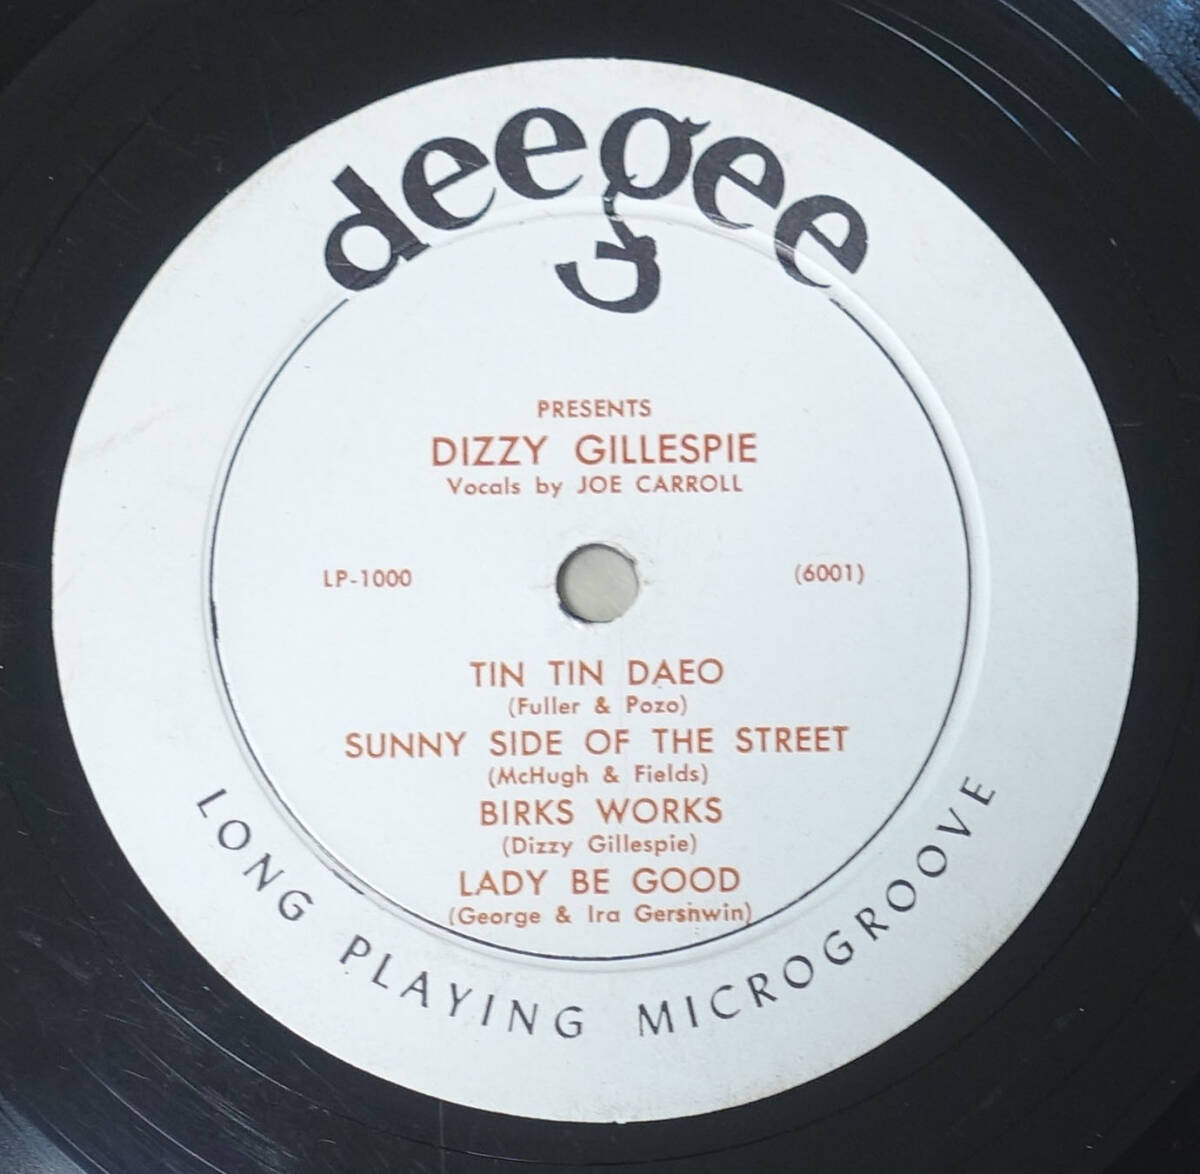 deegee
PRESENTS
DIZZY GILLESPIE
Vocals by JOE CARROLL
LP-1000 (6001)
TIN TIN DAEO
(Fuller & Pozo)
SUNNY SIDE OF THE STREET
(McHugh & Fields)
BIRKS WORKS
(Dizzy Gillespie)
LADY BE GOOD
(George & Ira Gershwin)
LONG PLAYING MICROGROOVE